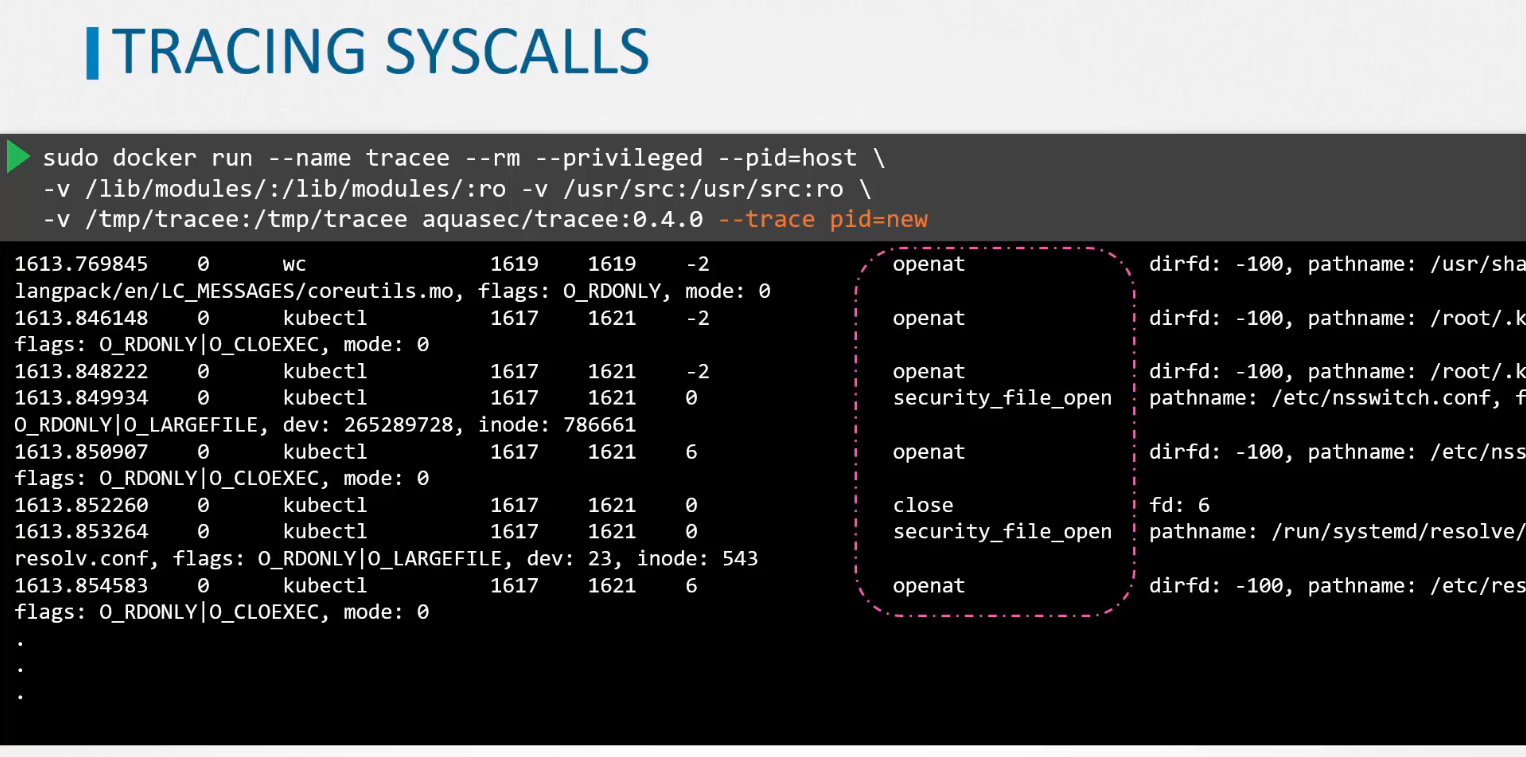 TRACING SYSCALLS
sudo docker run --name tracee --rm --privileged --pid=host \
-v /lib/modules/:/lib/modules/:ro -v /usr/src:/usr/src:ro \
-v /tmp/tracee:/tmp/tracee aquasec/tracee:0.4.0 --trace pid=new
1613.769845 0 wc 1619 1619 -2 openat dirfd: -100, pathname: /usr/sha
langpack/en/LC_MESSAGES/coreutils.mo, flags: O_RDONLY, mode: 0
1613.846148 0 kubectl 1617 1621 -2 openat dirfd: -100, pathname: /root/.k
flags: O_RDONLY|O_CLOEXEC, mode: 0
1613.848222 0 kubectl 1617 1621 -2 openat dirfd: -100, pathname: /root/.k
1613.849934 0 kubectl 1617 1621 0 security_file_open pathname: /etc/nsswitch.conf, f
O_RDONLY|O_LARGEFILE, dev: 265289728, inode: 786661
1613.850907 0 kubectl 1617 1621 6 openat dirfd: -100, pathname: /etc/nss
flags: O_RDONLY|O_CLOEXEC, mode: 0
1613.852260 0 kubectl 1617 1621 0 close fd: 6
1613.853264 0 kubectl 1617 1621 0 security_file_open pathname: /run/systemd/resolve/
resolv.conf, flags: O_RDONLY|O_LARGEFILE, dev: 23, inode: 543
1613.854583 0 kubectl 1617 1621 6 openat dirfd: -100, pathname: /etc/res
flags: O_RDONLY|O_CLOEXEC, mode: 0
.
.
.